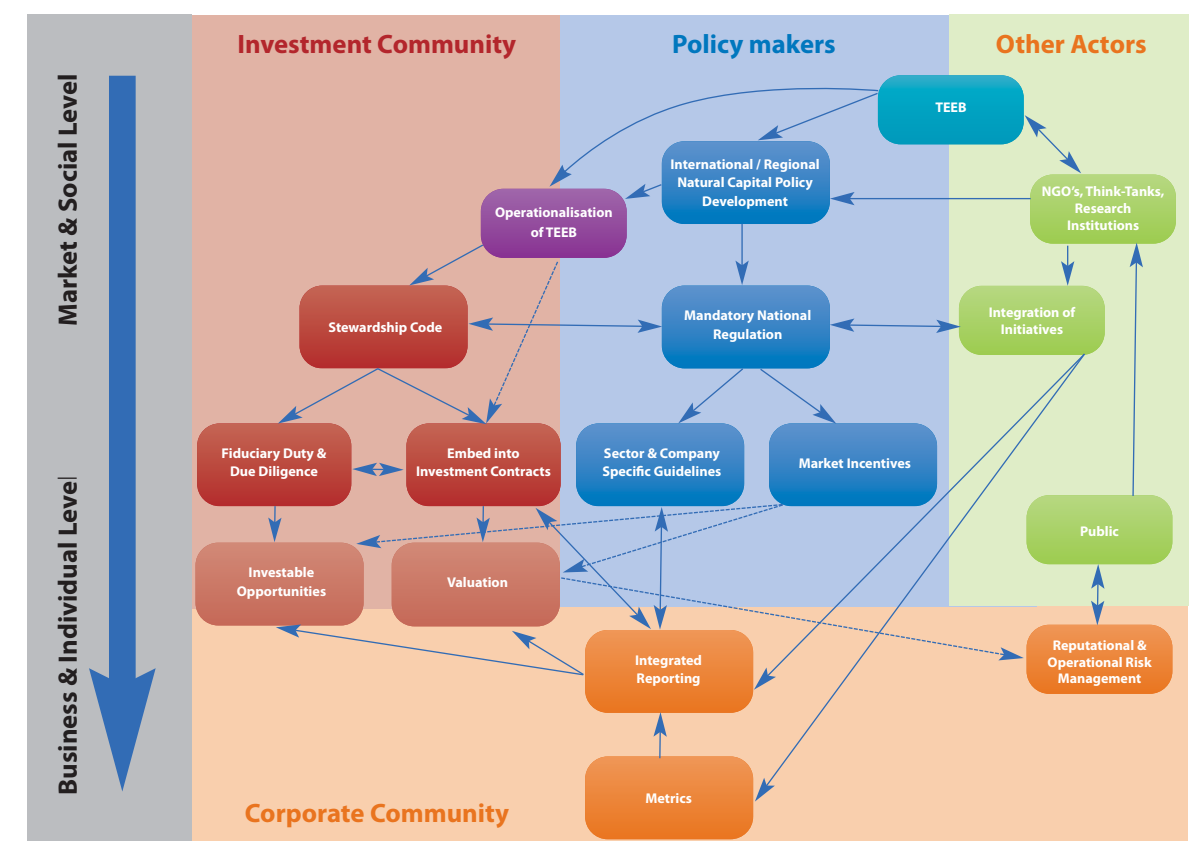 Investment Community
Policy makers
Other Actors
Market & Social Level
Business & Individual Level
TEEB
International / Regional
Natural Capital Policy
Development
NGO's, Think-Tanks,
Research
Institutions
Operationalisation
of TEEB
Stewardship Code
Mandatory National
Regulation
Integration of
Initiatives
Fiduciary Duty &
Due Diligence
Embed into
Investment Contracts
Sector & Company
Specific Guidelines
Market Incentives
Public
Investable
Opportunities
Valuation
Integrated
Reporting
Reputational &
Operational Risk
Management
Metrics
Corporate Community